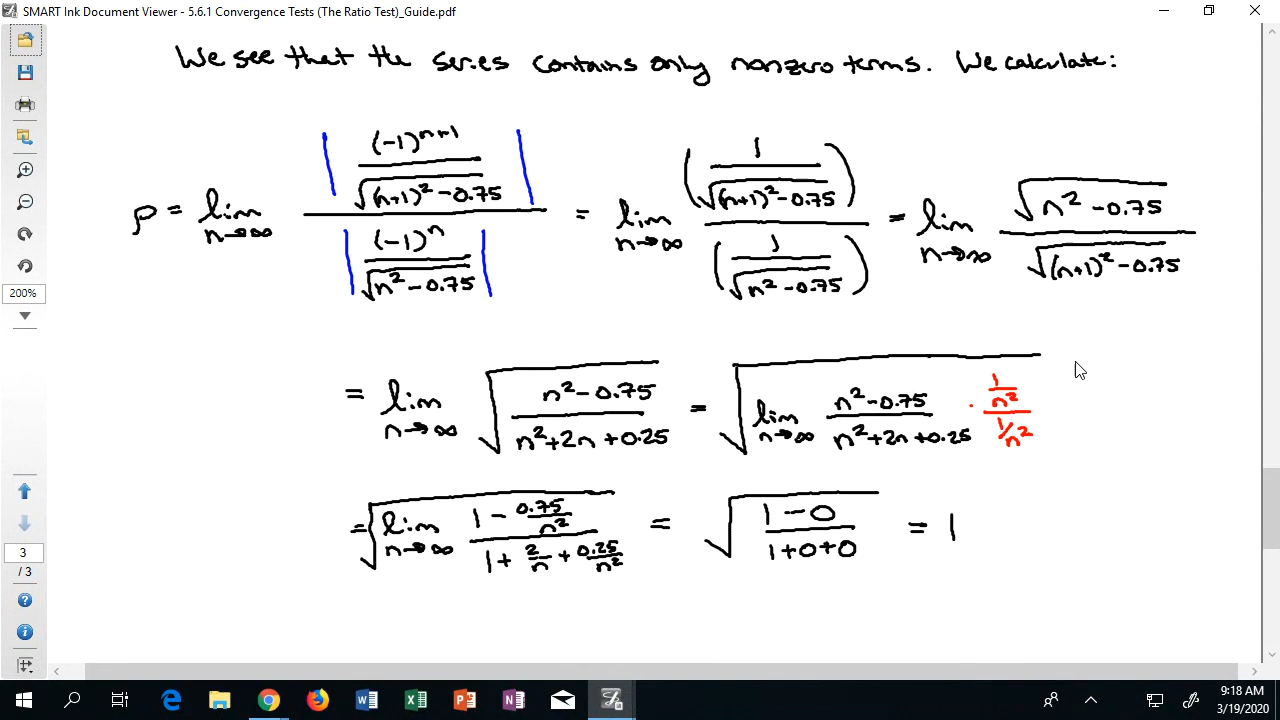 SMART Ink Document Viewer - 5.6.1 Convergence Tests (The Ratio Test)_Guide.pdf
We see that the series contains only nonzero terms. We calculate:
ρ = lim n→∞ |(-1)^(n+1) / √((n+1)² - 0.75)| / |(-1)^n / √(n² - 0.75)| = lim n→∞ (1 / √((n+1)² - 0.75)) / (1 / √(n² - 0.75)) = lim n→∞ √(n² - 0.75) / √((n+1)² - 0.75)
200%
= lim n→∞ √((n² - 0.75) / (n² + 2n + 0.25)) = √(lim n→∞ (n² - 0.75) / (n² + 2n + 0.25) · (1/n²) / (1/n²))
= √(lim n→∞ (1 - 0.75/n²) / (1 + 2/n + 0.25/n²)) = √((1 - 0) / (1 + 0 + 0)) = 1
3
/ 3
9:18 AM
3/19/2020